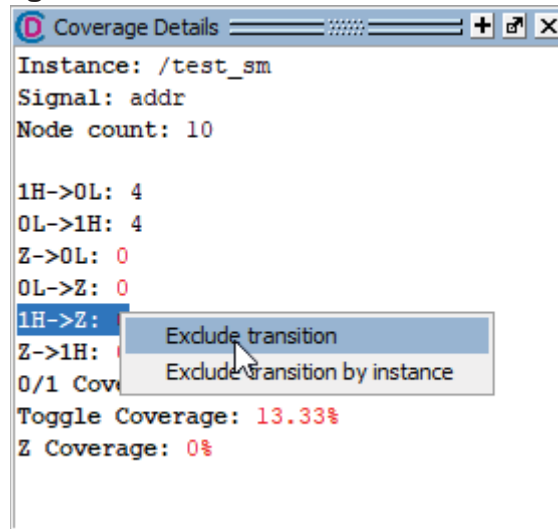 Coverage Details
Instance: /test_sm
Signal: addr
Node count: 10
1H->0L: 4
0L->1H: 4
Z->0L: 0
0L->Z: 0
1H->Z:
Exclude transition
Z->1H:
Exclude transition by instance
0/1 Cov
Toggle Coverage: 13.33%
Z Coverage: 0%